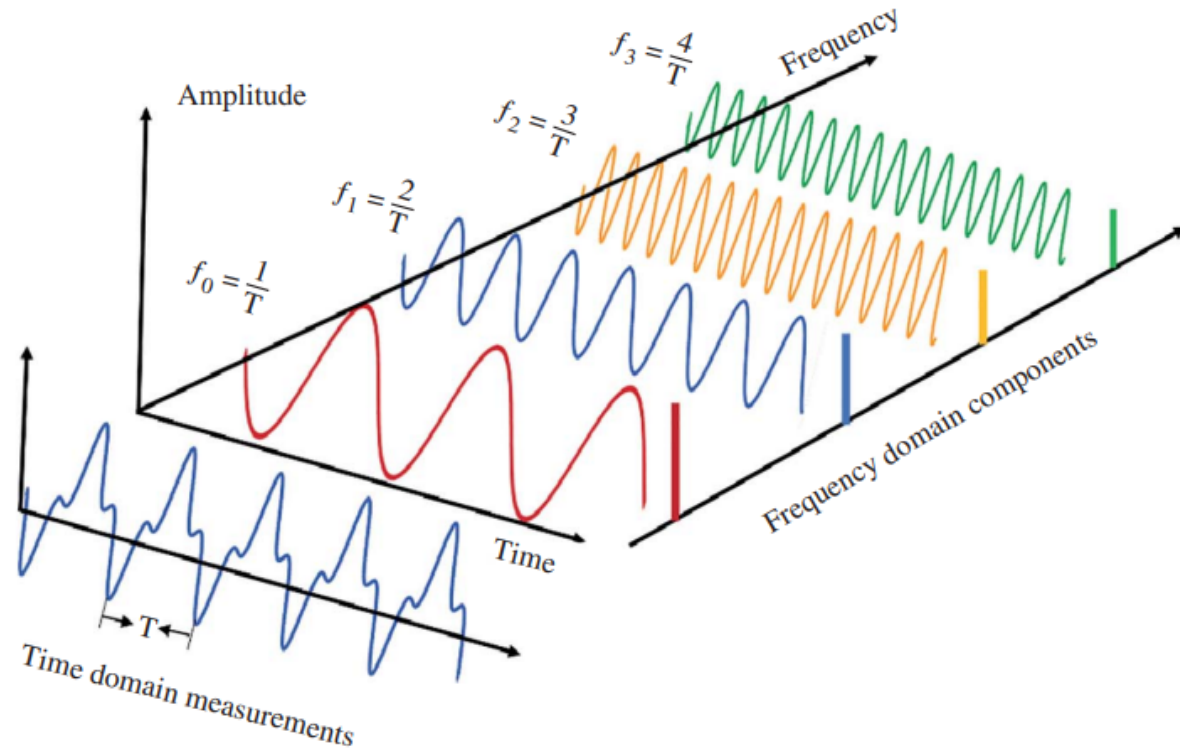 Amplitude
Frequency
f₃ = 4/T
f₂ = 3/T
f₁ = 2/T
f₀ = 1/T
Time
Frequency domain components
T
Time domain measurements